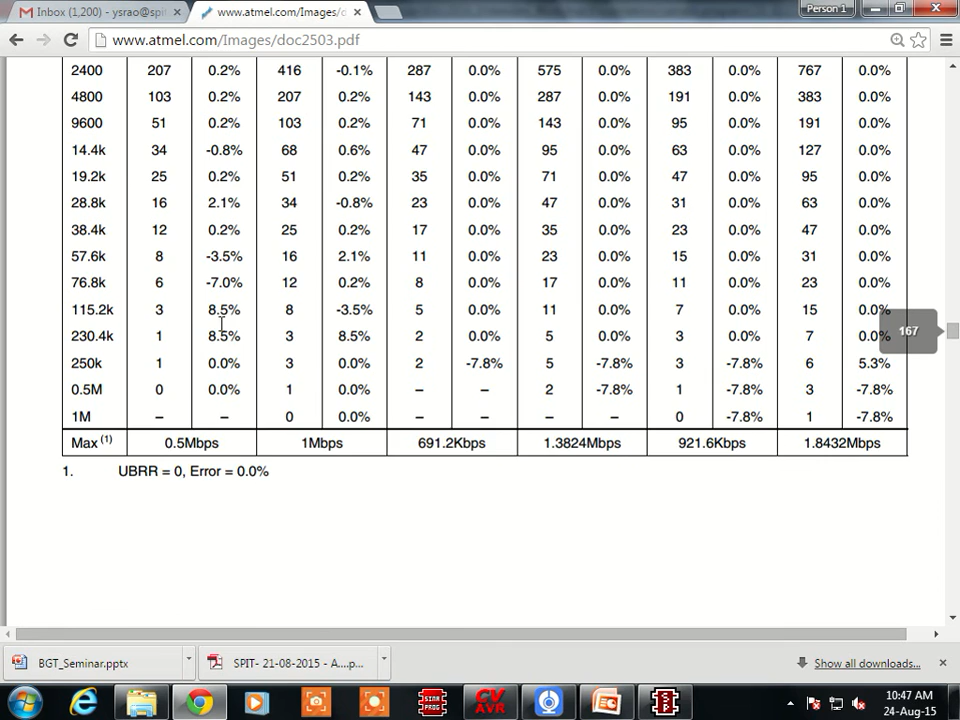 Inbox (1,200) - ysrao@spit
www.atmel.com/Images/d
Person 1
www.atmel.com/Images/doc2503.pdf
2400 207 0.2% 416 -0.1% 287 0.0% 575 0.0% 383 0.0% 767 0.0%
4800 103 0.2% 207 0.2% 143 0.0% 287 0.0% 191 0.0% 383 0.0%
9600 51 0.2% 103 0.2% 71 0.0% 143 0.0% 95 0.0% 191 0.0%
14.4k 34 -0.8% 68 0.6% 47 0.0% 95 0.0% 63 0.0% 127 0.0%
19.2k 25 0.2% 51 0.2% 35 0.0% 71 0.0% 47 0.0% 95 0.0%
28.8k 16 2.1% 34 -0.8% 23 0.0% 47 0.0% 31 0.0% 63 0.0%
38.4k 12 0.2% 25 0.2% 17 0.0% 35 0.0% 23 0.0% 47 0.0%
57.6k 8 -3.5% 16 2.1% 11 0.0% 23 0.0% 15 0.0% 31 0.0%
76.8k 6 -7.0% 12 0.2% 8 0.0% 17 0.0% 11 0.0% 23 0.0%
115.2k 3 8.5% 8 -3.5% 5 0.0% 11 0.0% 7 0.0% 15 0.0%
230.4k 1 8.5% 3 8.5% 2 0.0% 5 0.0% 3 0.0% 7 0.0%
167
250k 1 0.0% 3 0.0% 2 -7.8% 5 -7.8% 3 -7.8% 6 5.3%
0.5M 0 0.0% 1 0.0% – – 2 -7.8% 1 -7.8% 3 -7.8%
1M – – 0 0.0% – – – – 0 -7.8% 1 -7.8%
Max (1) 0.5Mbps 1Mbps 691.2Kbps 1.3824Mbps 921.6Kbps 1.8432Mbps
1. UBRR = 0, Error = 0.0%
BGT_Seminar.pptx
SPIT- 21-08-2015 - A....p...
Show all downloads...
SINA PROG
CV AVR
10:47 AM
24-Aug-15